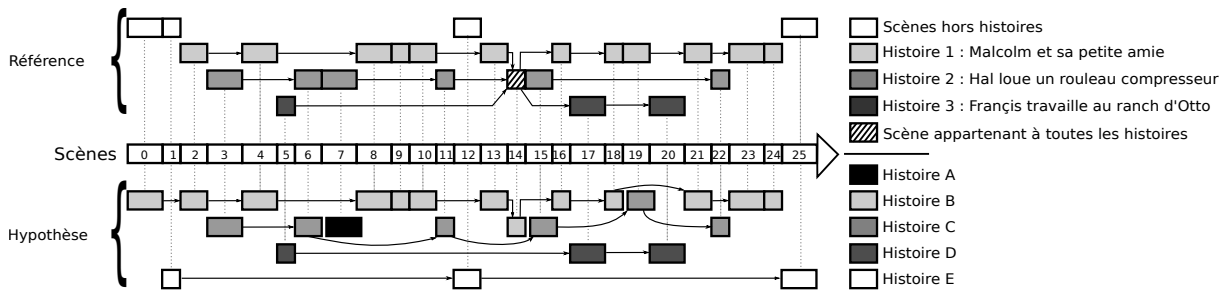 Référence
Scènes
0 1 2 3 4 5 6 7 8 9 10 11 12 13 14 15 16 17 18 19 20 21 22 23 24 25
Hypothèse
Scènes hors histoires
Histoire 1 : Malcolm et sa petite amie
Histoire 2 : Hal loue un rouleau compresseur
Histoire 3 : Françis travaille au ranch d'Otto
Scène appartenant à toutes les histoires
Histoire A
Histoire B
Histoire C
Histoire D
Histoire E